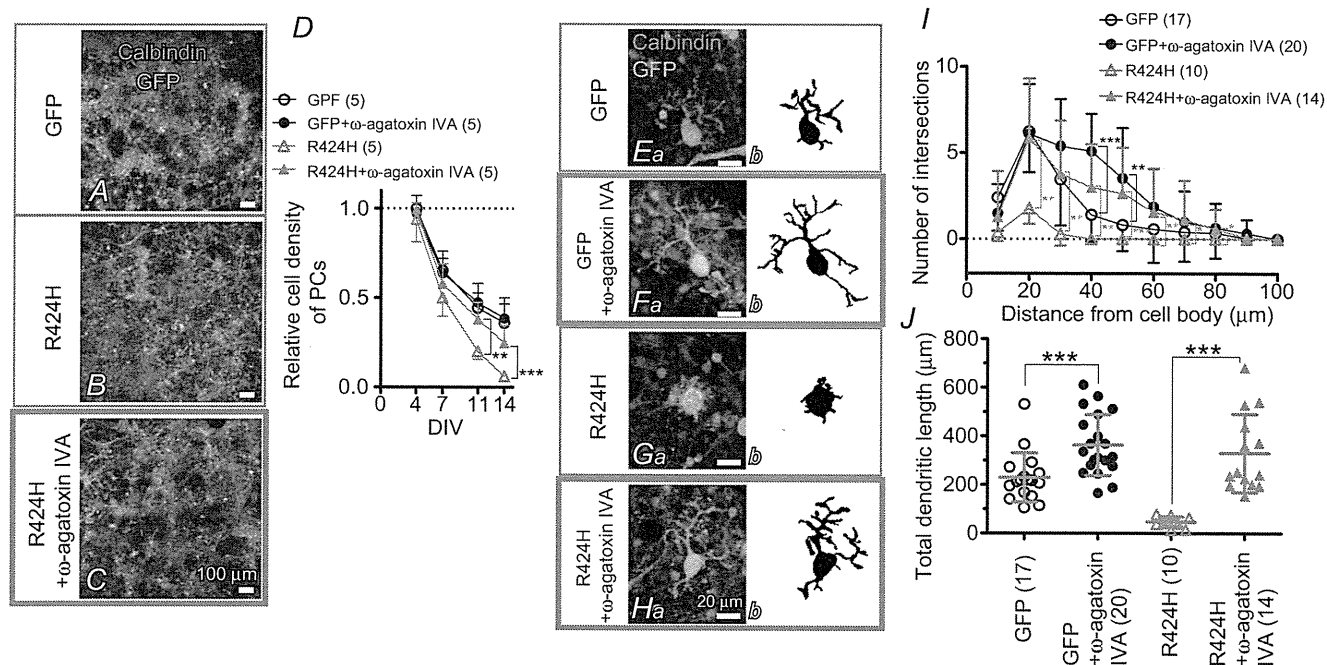 GFP
Calbindin
GFP
A
R424H
B
R424H
+ω-agatoxin IVA
C
100 µm
D
GPF (5)
GFP+ω-agatoxin IVA (5)
R424H (5)
R424H+ω-agatoxin IVA (5)
Relative cell density
of PCs
1.0
0.5
0.0
**
***
0 4 7 11 14
DIV
GFP
Calbindin
GFP
Ea
b
GFP
+ω-agatoxin IVA
Fa
b
R424H
Ga
b
R424H
+ω-agatoxin IVA
20 µm
Ha
b
I
GFP (17)
GFP+ω-agatoxin IVA (20)
R424H (10)
R424H+ω-agatoxin IVA (14)
Number of intersections
10
5
0
***
**
**
0 20 40 60 80 100
Distance from cell body (µm)
J
Total dendritic length (µm)
800
600
400
200
0
***
***
GFP (17)
GFP
+ω-agatoxin
IVA (20)
R424H (10)
R424H
+ω-agatoxin
IVA (14)